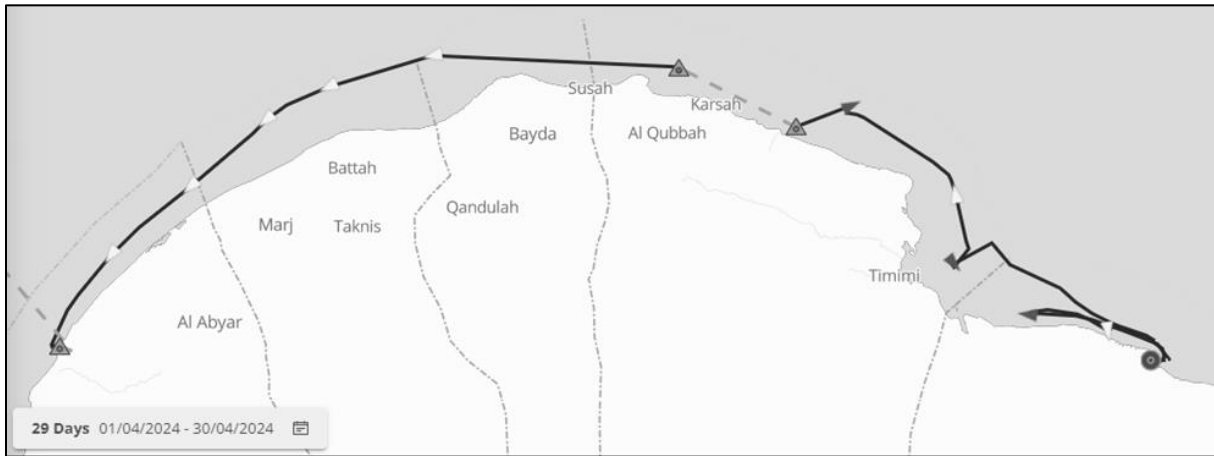 Susah
Karsah
Bayda
Al Qubbah
Battah
Qandulah
Marj
Taknis
Timimi
Al Abyar
29 Days 01/04/2024 - 30/04/2024